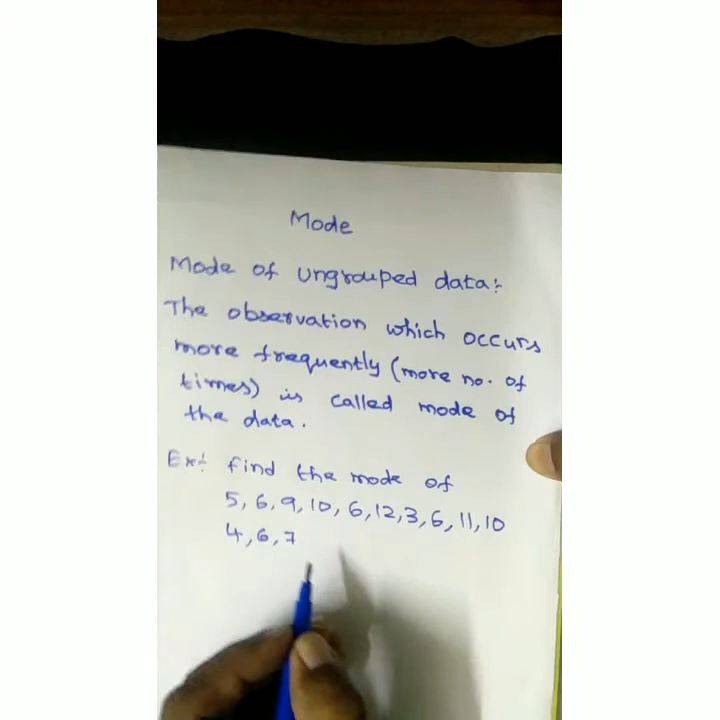 Mode
Mode of ungrouped data:-
The observation which occurs
more frequently (more no. of
times) is called mode of
the data.
Ex:- find the mode of
5, 6, 9, 10, 6, 12, 3, 6, 11, 10
4, 6, 7